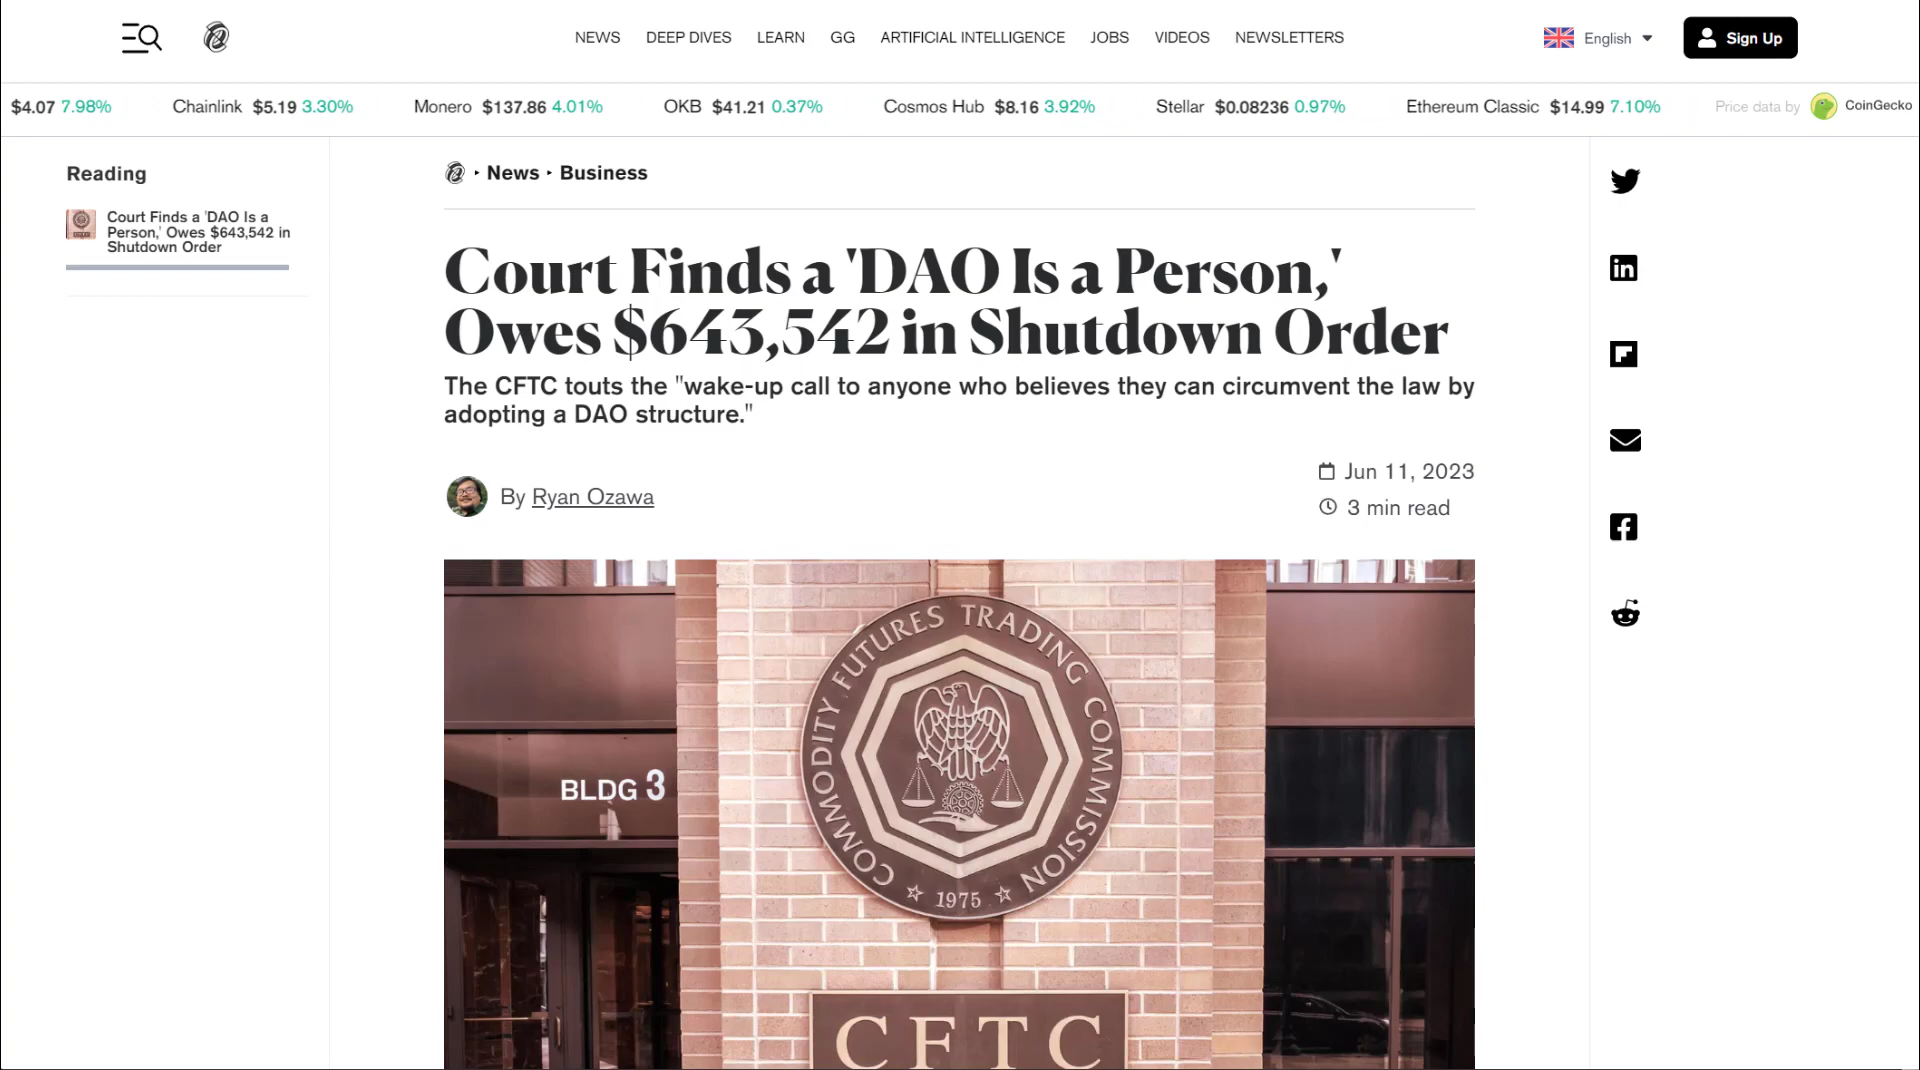 NEWS DEEP DIVES LEARN GG ARTIFICIAL INTELLIGENCE JOBS VIDEOS NEWSLETTERS English Sign Up
$4.07 7.98% Chainlink $5.19 3.30% Monero $137.86 4.01% OKB $41.21 0.37% Cosmos Hub $8.16 3.92% Stellar $0.08236 0.97% Ethereum Classic $14.99 7.10% Price data by CoinGecko
Reading
Court Finds a 'DAO Is a
Person,' Owes $643,542 in
Shutdown Order
News ‣ Business
Court Finds a 'DAO Is a Person,'
Owes $643,542 in Shutdown Order
The CFTC touts the "wake-up call to anyone who believes they can circumvent the law by
adopting a DAO structure."
By Ryan Ozawa
Jun 11, 2023
3 min read
COMMODITY FUTURES TRADING COMMISSION
1975
BLDG 3
CFTC